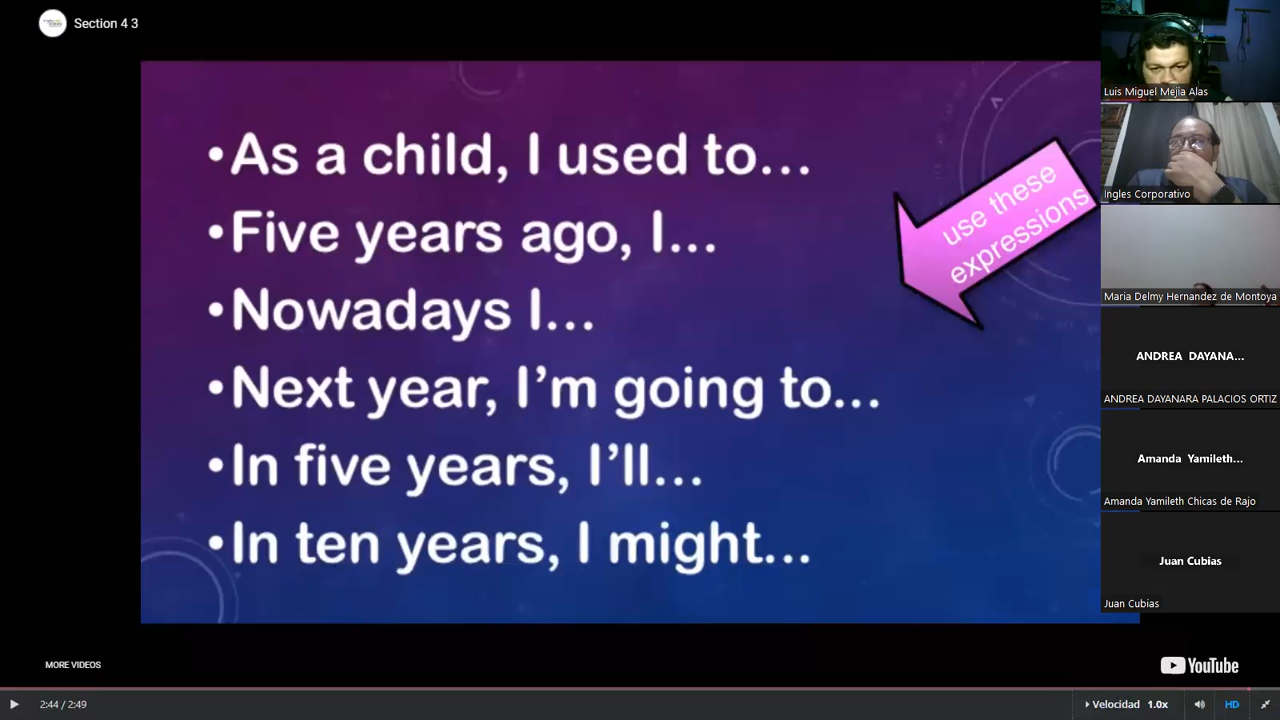 Section 4 3
•As a child, I used to...
•Five years ago, I...
•Nowadays I...
•Next year, I'm going to...
•In five years, I'll...
•In ten years, I might...
use these
expressions
Luis Miguel Mejia Alas
Ingles Corporativo
Maria Delmy Hernandez de Montoya
ANDREA DAYANA...
ANDREA DAYANARA PALACIOS ORTIZ
Amanda Yamileth...
Amanda Yamileth Chicas de Rajo
Juan Cubias
Juan Cubias
MORE VIDEOS
YouTube
2:44 / 2:49
Velocidad 1.0x
HD